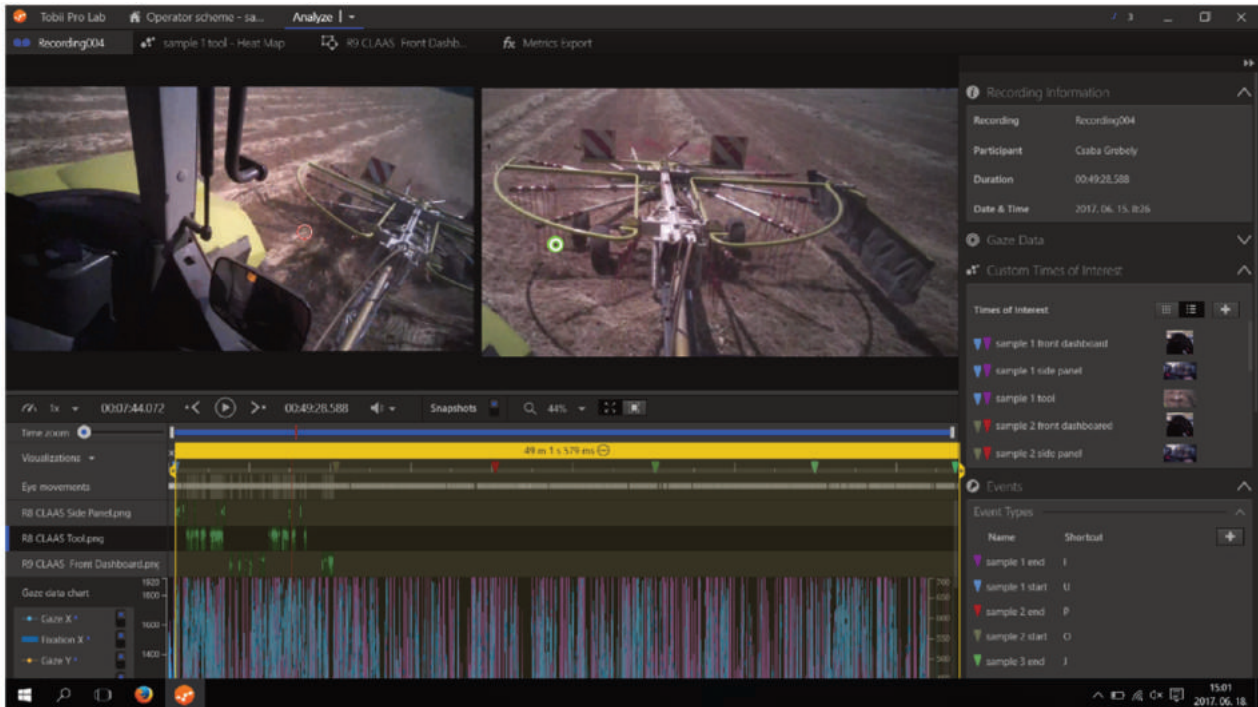 Tobii Pro Lab
Operator scheme - sa...
Analyze
3
Recording004
sample 1 tool - Heat Map
R9 CLAAS Front Dashb...
fx Metrics Export
Recording Information
Recording Recording004
Participant Csaba Grobely
Duration 00:49:28.588
Date & Time 2017. 06. 15. 8:26
Gaze Data
Custom Times of Interest
Times of Interest
sample 1 front dashboard
sample 1 side panel
sample 1 tool
sample 2 front dashboared
sample 2 side panel
1x 00:07:44.072 00:49:28.588 Snapshots 44%
Time zoom
49 m 1 s 579 ms
Visualizations
Eye movements
R8 CLAAS Side Panel.png
R8 CLAAS Tool.png
R9 CLAAS Front Dashboard.png
Gaze data chart
Gaze X
Fixation X
Gaze Y
1920
1800
1600
1400
700
650
600
550
500
Events
Event Types
Name Shortcut
sample 1 end I
sample 1 start U
sample 2 end P
sample 2 start O
sample 3 end J
15:01
2017. 06. 18.